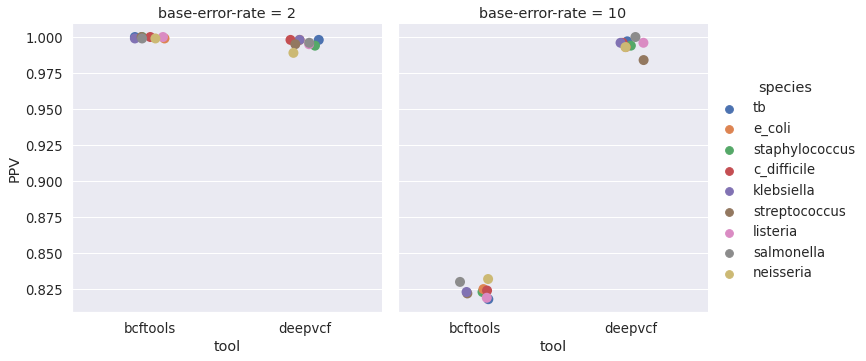 base-error-rate = 2
base-error-rate = 10
1.000
0.975
0.950
0.925
0.900
0.875
0.850
0.825
PPV
bcftools
deepvcf
tool
bcftools
deepvcf
tool
species
tb
e_coli
staphylococcus
c_difficile
klebsiella
streptococcus
listeria
salmonella
neisseria